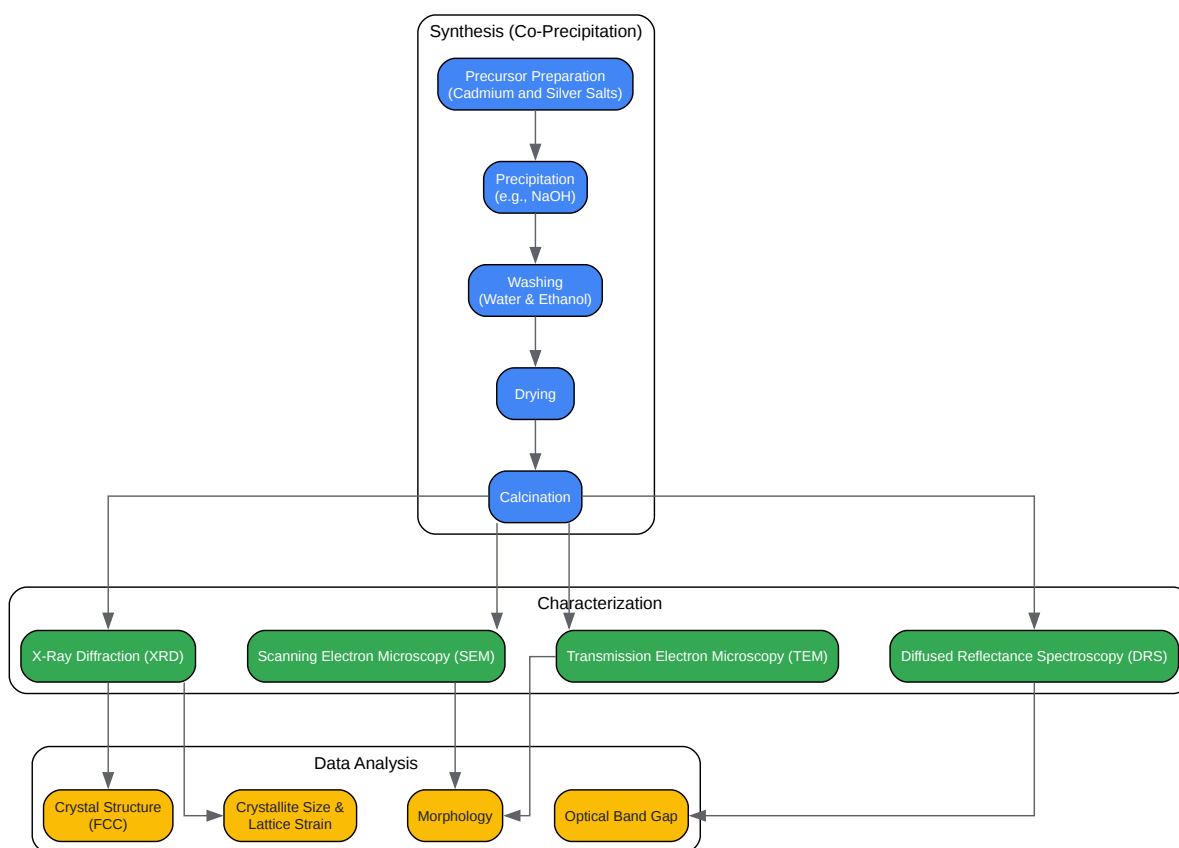 Synthesis (Co-Precipitation)
Precursor Preparation
(Cadmium and Silver Salts)
Precipitation
(e.g., NaOH)
Washing
(Water & Ethanol)
Drying
Calcination
Characterization
X-Ray Diffraction (XRD)
Scanning Electron Microscopy (SEM)
Transmission Electron Microscopy (TEM)
Diffused Reflectance Spectroscopy (DRS)
Data Analysis
Crystal Structure
(FCC)
Crystallite Size &
Lattice Strain
Morphology
Optical Band Gap